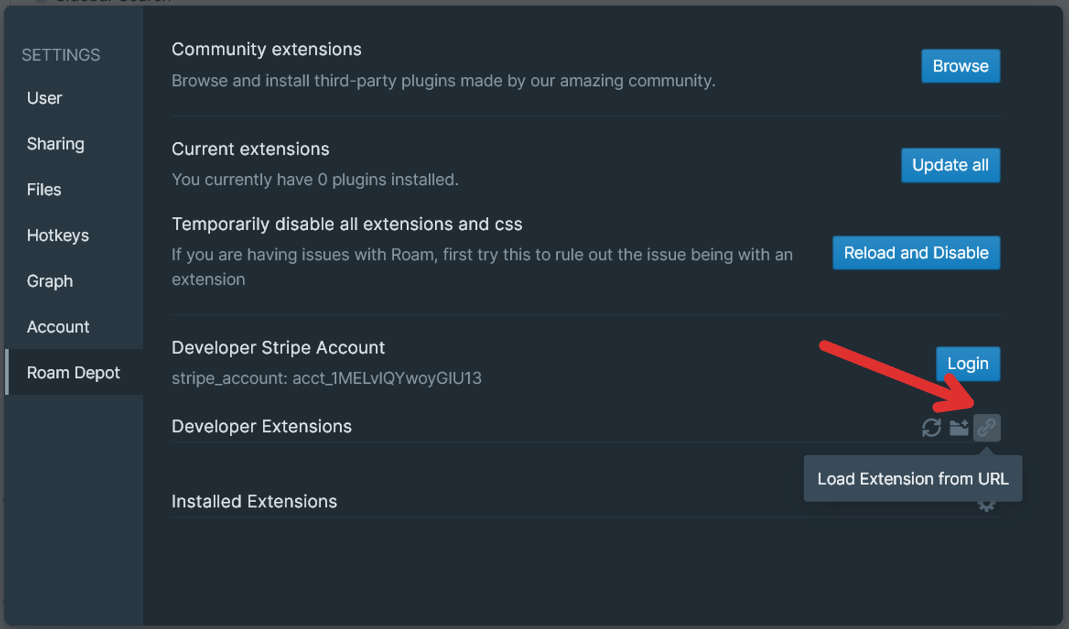 SETTINGS
User
Sharing
Files
Hotkeys
Graph
Account
Roam Depot
Community extensions
Browse and install third-party plugins made by our amazing community.
Browse
Current extensions
You currently have 0 plugins installed.
Update all
Temporarily disable all extensions and css
If you are having issues with Roam, first try this to rule out the issue being with an
extension
Reload and Disable
Developer Stripe Account
stripe_account: acct_1MELvIQYwoyGIU13
Login
Developer Extensions
Load Extension from URL
Installed Extensions